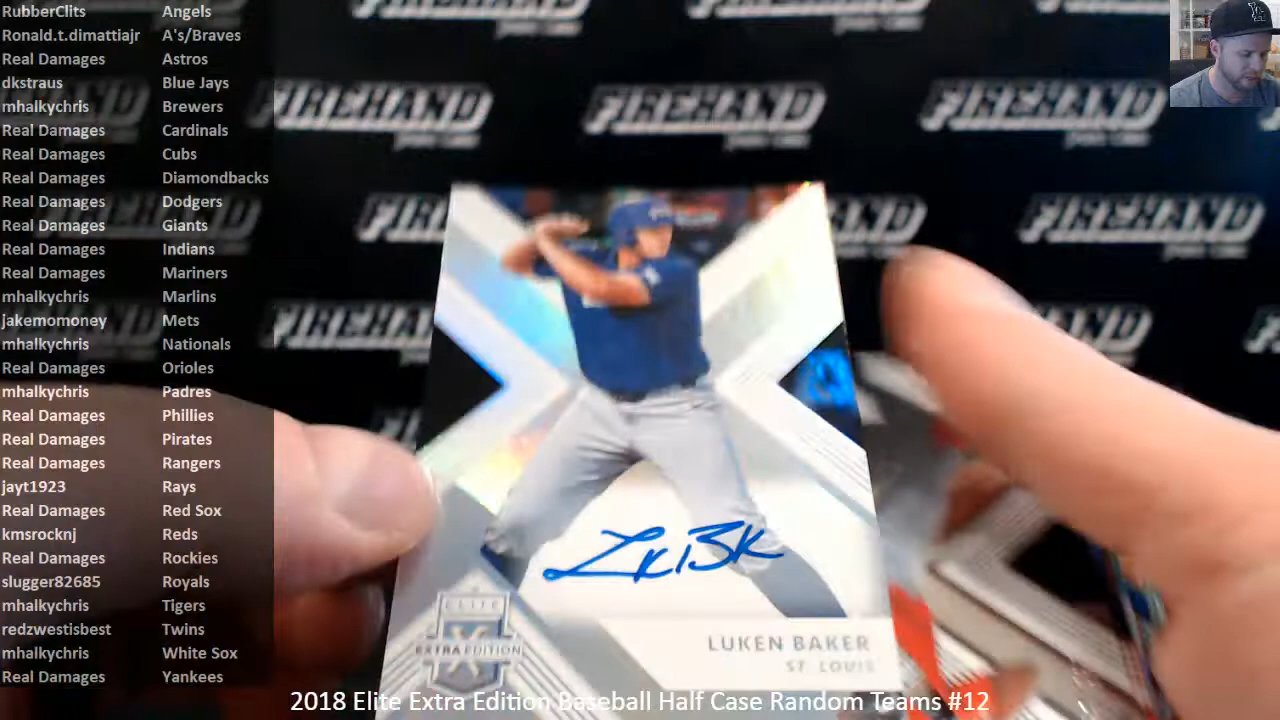 RubberClits Angels
Ronald.t.dimattiajr A's/Braves
Real Damages Astros
dkstraus Blue Jays
mhalkychris Brewers
Real Damages Cardinals
Real Damages Cubs
Real Damages Diamondbacks
Real Damages Dodgers
Real Damages Giants
Real Damages Indians
Real Damages Mariners
mhalkychris Marlins
jakemomoney Mets
mhalkychris Nationals
Real Damages Orioles
mhalkychris Padres
Real Damages Phillies
Real Damages Pirates
Real Damages Rangers
jayt1923 Rays
Real Damages Red Sox
kmsrocknj Reds
Real Damages Rockies
slugger82685 Royals
mhalkychris Tigers
redzwestisbest Twins
mhalkychris White Sox
Real Damages Yankees
FIREHAND FIREHAND FIREHAND
FIREHAND FIREHAND
FIREHAND
ELITE
EXTRA EDITION
LUKEN BAKER
ST. LOUIS
2018 Elite Extra Edition Baseball Half Case Random Teams #12